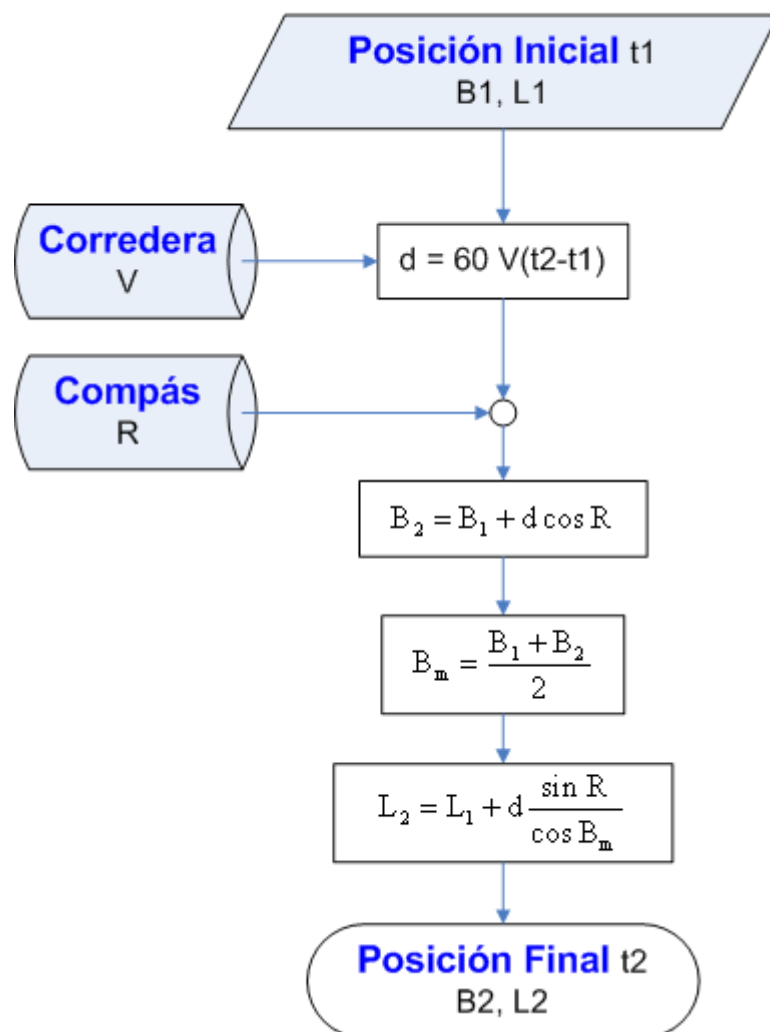 Posición Inicial t1
B1, L1
Corredera
V
d = 60 V(t2-t1)
Compás
R
B₂ = B₁ + d cos R
Bₘ = (B₁ + B₂) / 2
L₂ = L₁ + d (sin R / cos Bₘ)
Posición Final t2
B2, L2